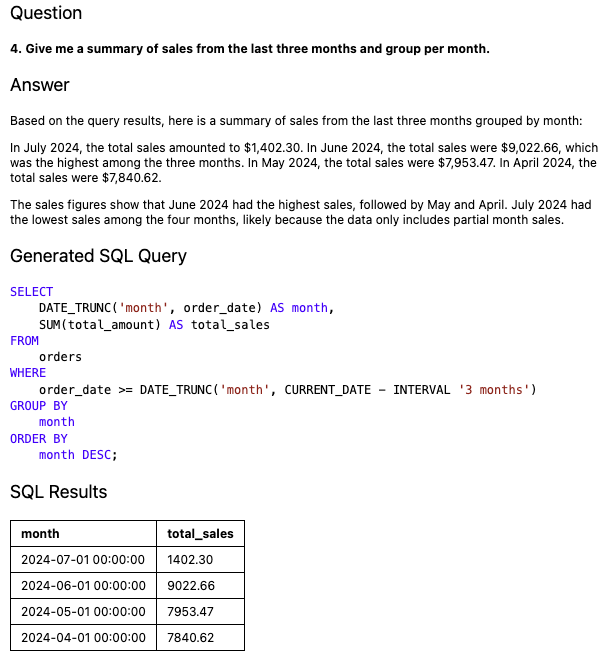 Question
4. Give me a summary of sales from the last three months and group per month.
Answer
Based on the query results, here is a summary of sales from the last three months grouped by month:
In July 2024, the total sales amounted to $1,402.30. In June 2024, the total sales were $9,022.66, which
was the highest among the three months. In May 2024, the total sales were $7,953.47. In April 2024, the
total sales were $7,840.62.
The sales figures show that June 2024 had the highest sales, followed by May and April. July 2024 had
the lowest sales among the four months, likely because the data only includes partial month sales.
Generated SQL Query
SELECT
    DATE_TRUNC('month', order_date) AS month,
    SUM(total_amount) AS total_sales
FROM
    orders
WHERE
    order_date >= DATE_TRUNC('month', CURRENT_DATE - INTERVAL '3 months')
GROUP BY
    month
ORDER BY
    month DESC;
SQL Results
month total_sales
2024-07-01 00:00:00 1402.30
2024-06-01 00:00:00 9022.66
2024-05-01 00:00:00 7953.47
2024-04-01 00:00:00 7840.62